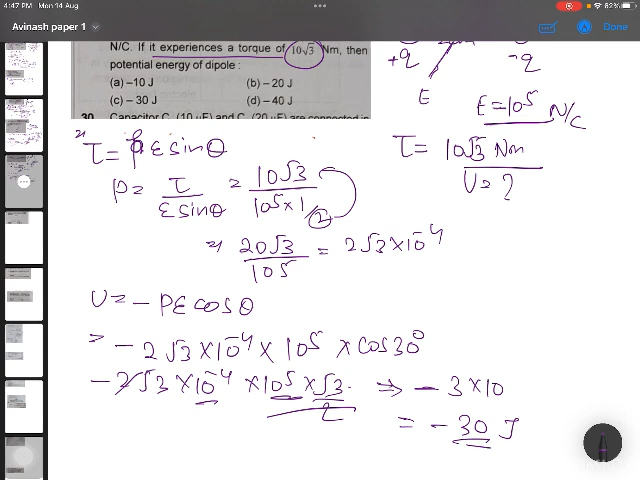 4:47 PM Mon 14 Aug
62%
Avinash paper 1
Done
N/C. If it experiences a torque of 10√3 Nm, then
potential energy of dipole :
(a) –10 J (b) – 20 J
(c) – 30 J (d) – 40 J
30. Capacitor C (10 μF) and C (20 μF) are connected in
+q -q
E
E = 10⁵ N/C
τ = 10√3 Nm
U = ?
τ = pE sinθ
p = τ / E sinθ = 10√3 / 10⁵ × 1/2
⇒ 20√3 / 10⁵ = 2√3 × 10⁻⁴
U = - PE cosθ
= - 2√3 × 10⁻⁴ × 10⁵ × cos30°
- 2√3 × 10⁻⁴ × 10⁵ × √3 / 2 ⇒ - 3 × 10
= - 30 J